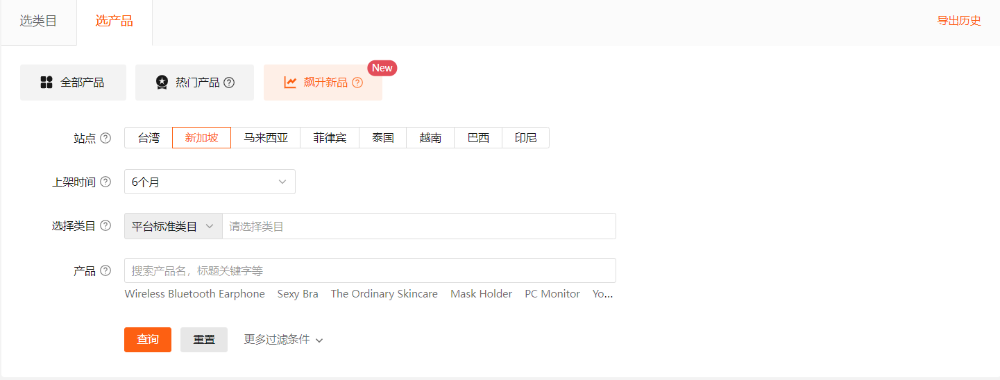 选类目 选产品 导出历史
New
全部产品 热门产品 飙升新品
站点 台湾 新加坡 马来西亚 菲律宾 泰国 越南 巴西 印尼
上架时间 6个月
选择类目 平台标准类目 请选择类目
产品 搜索产品名，标题关键字等
Wireless Bluetooth Earphone Sexy Bra The Ordinary Skincare Mask Holder PC Monitor Yo...
查询 重置 更多过滤条件